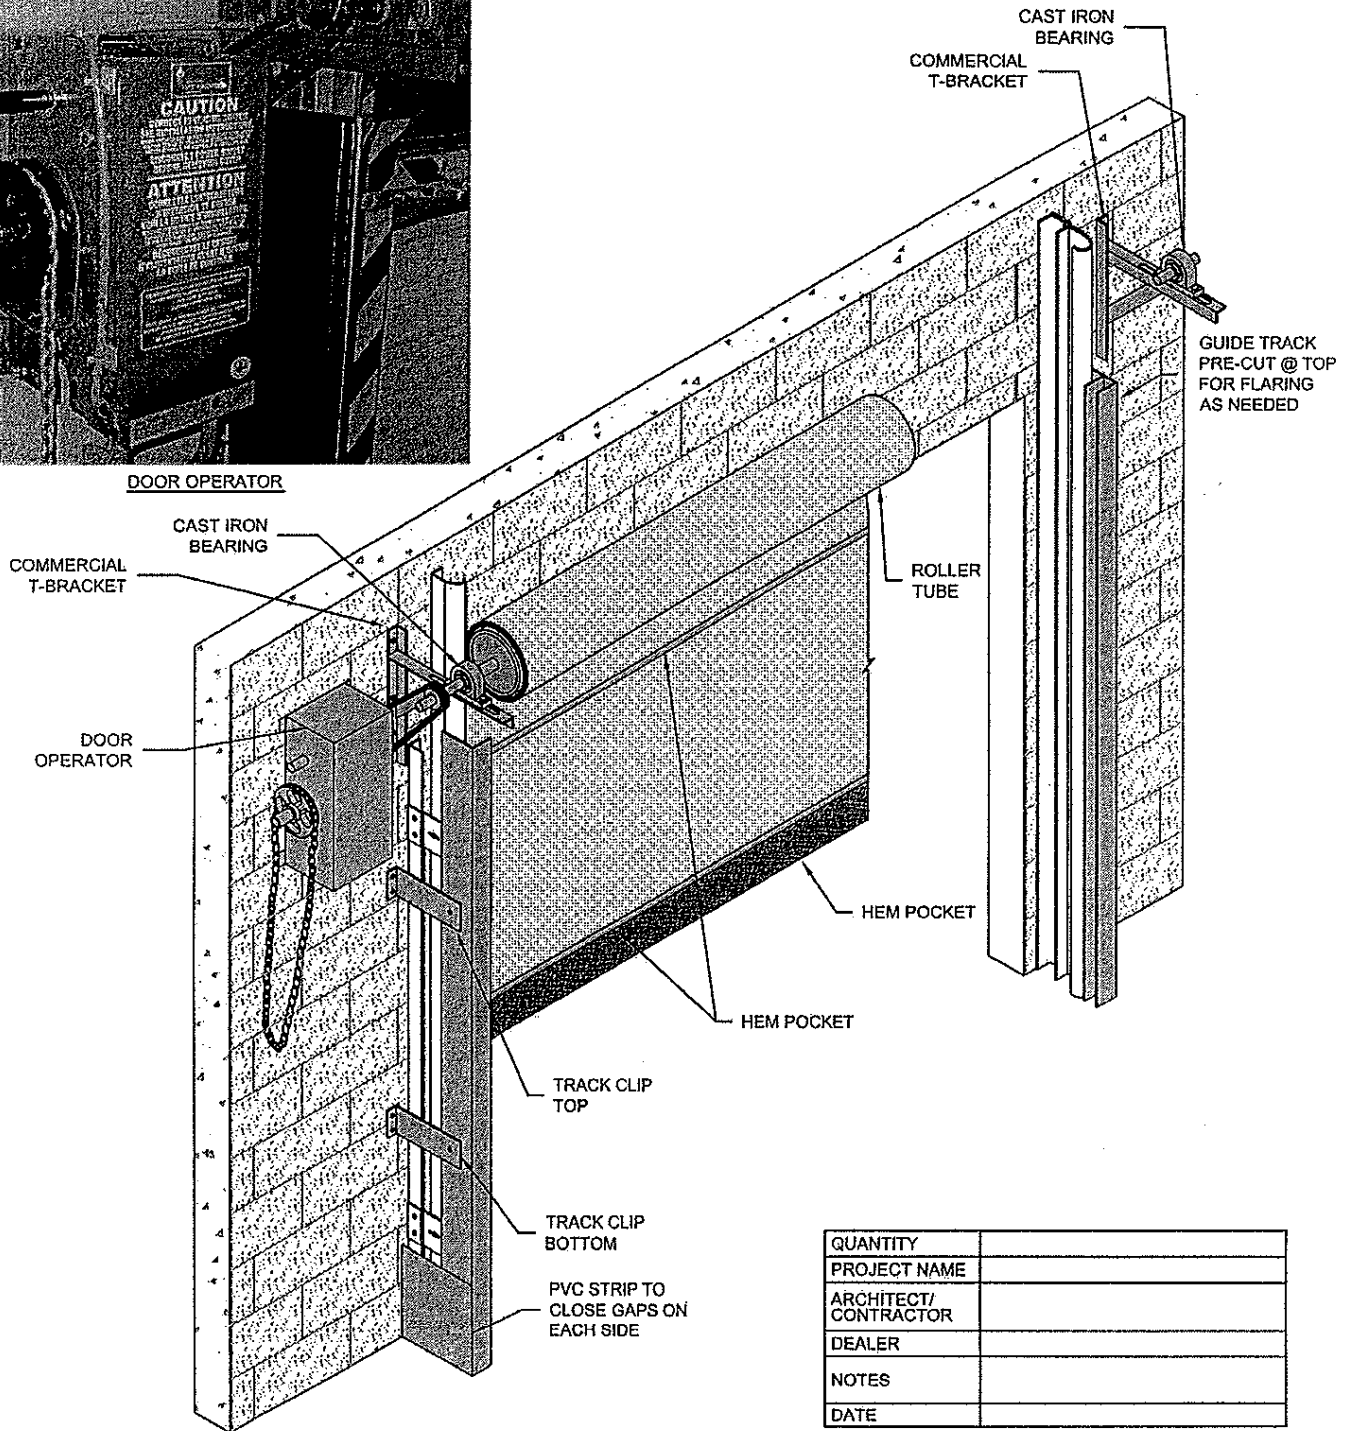 CAUTION
ATTENTION
DOOR OPERATOR
CAST IRON
BEARING
COMMERCIAL
T-BRACKET
GUIDE TRACK
PRE-CUT @ TOP
FOR FLARING
AS NEEDED
CAST IRON
BEARING
COMMERCIAL
T-BRACKET
ROLLER
TUBE
DOOR
OPERATOR
HEM POCKET
HEM POCKET
TRACK CLIP
TOP
TRACK CLIP
BOTTOM
PVC STRIP TO
CLOSE GAPS ON
EACH SIDE
QUANTITY
PROJECT NAME
ARCHITECT/
CONTRACTOR
DEALER
NOTES
DATE